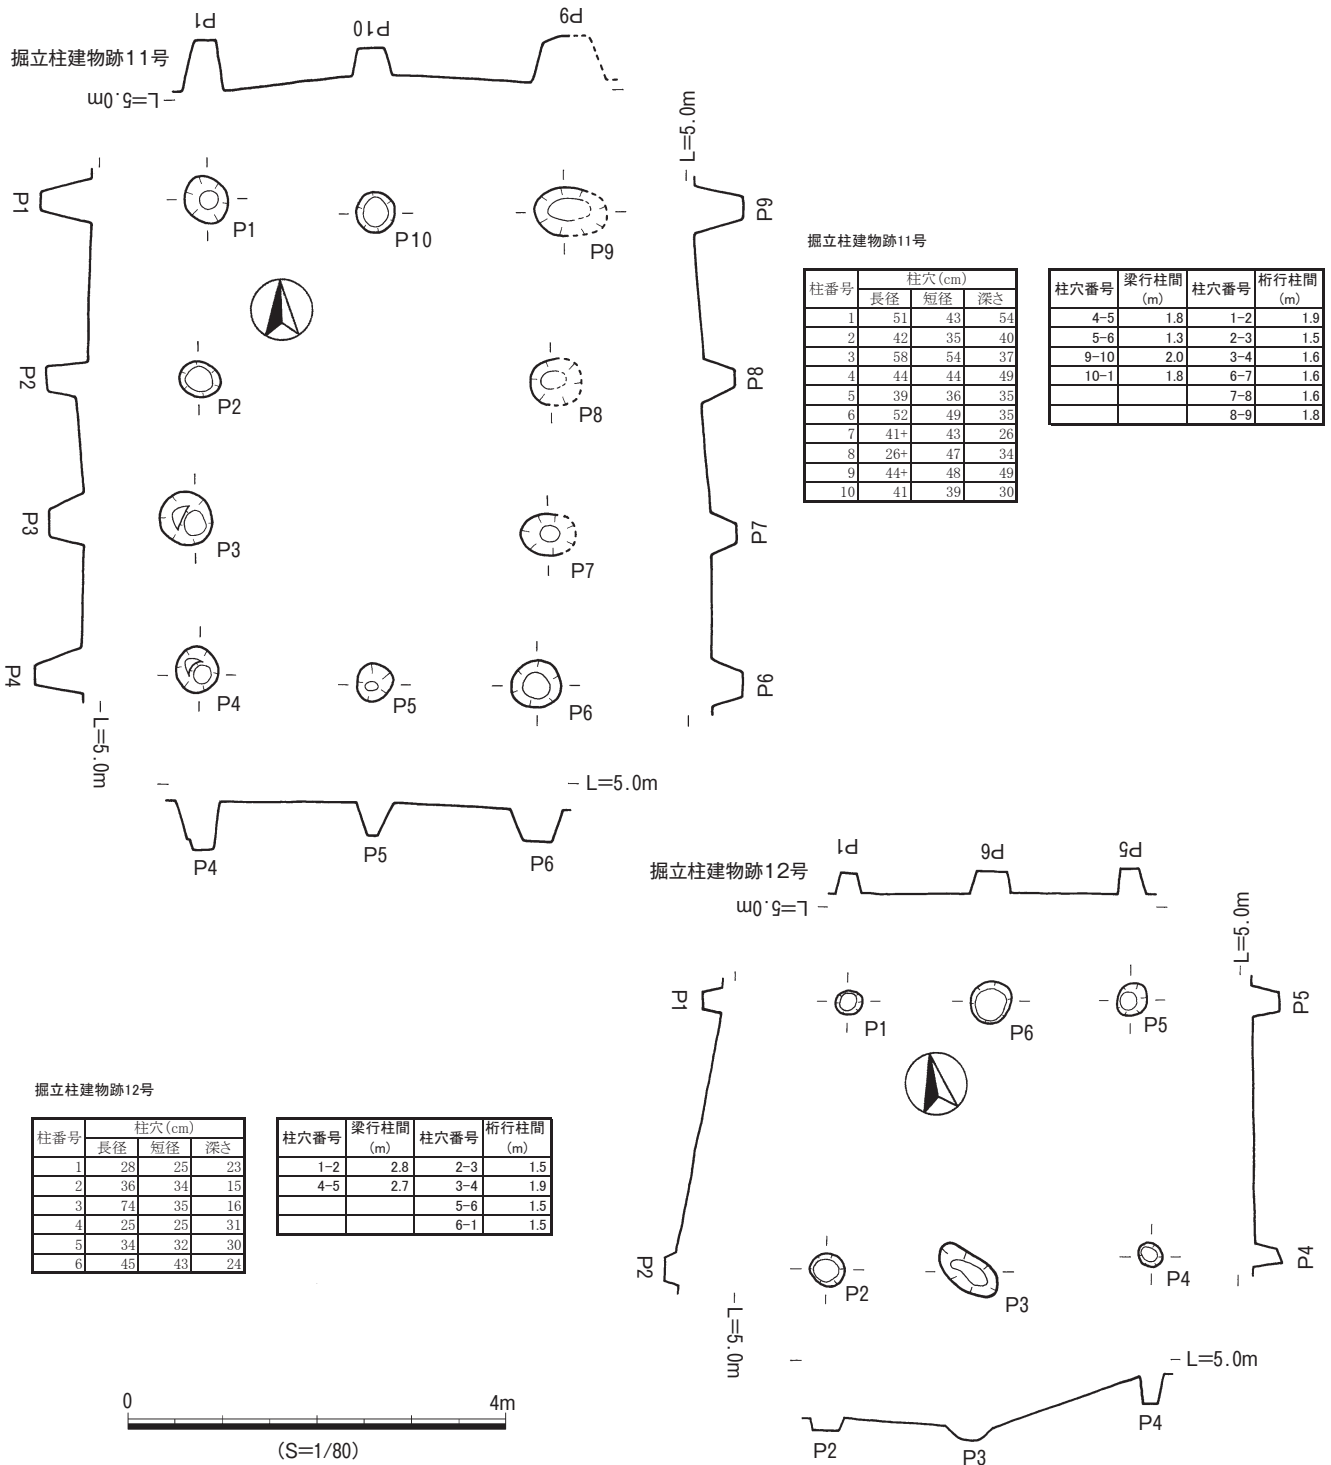 掘立柱建物跡11号
P1 P10 P9
L=5.0m
L=5.0m
P1
P2
P3
P4
L=5.0m
P1
P10
P9
P2
P8
P3
P7
P4
P5
P6
P9
P8
P7
P6
L=5.0m
P4 P5 P6
掘立柱建物跡11号
柱番号 柱穴(cm)
長径 短径 深さ
1 51 43 54
2 42 35 40
3 58 54 37
4 44 44 49
5 39 36 35
6 52 49 35
7 41+ 43 26
8 26+ 47 34
9 44+ 48 49
10 41 39 30
柱穴番号 梁行柱間(m) 柱穴番号 桁行柱間(m)
4-5 1.8 1-2 1.9
5-6 1.3 2-3 1.5
9-10 2.0 3-4 1.6
10-1 1.8 6-7 1.6
7-8 1.6
8-9 1.8
掘立柱建物跡12号
P1 P6 P5
L=5.0m
L=5.0m
P1
P2
L=5.0m
P1
P6
P5
P2
P3
P4
P5
P4
L=5.0m
P2 P3 P4
掘立柱建物跡12号
柱番号 柱穴(cm)
長径 短径 深さ
1 28 25 23
2 36 34 15
3 74 35 16
4 25 25 31
5 34 32 30
6 45 43 24
柱穴番号 梁行柱間(m) 柱穴番号 桁行柱間(m)
1-2 2.8 2-3 1.5
4-5 2.7 3-4 1.9
5-6 1.5
6-1 1.5
0 4m
(S=1/80)